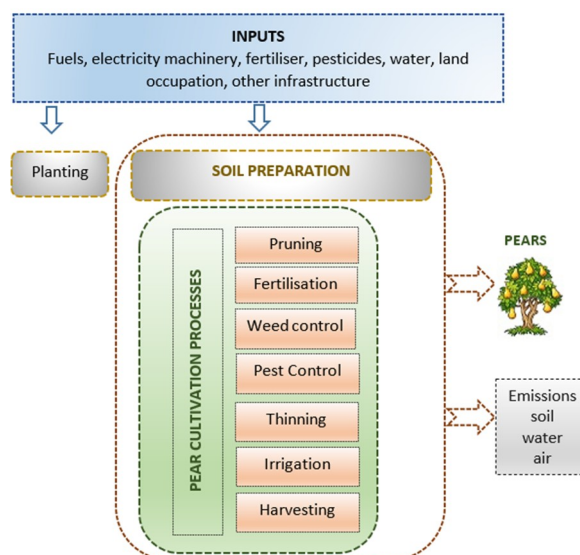 INPUTS
Fuels, electricity machinery, fertiliser, pesticides, water, land
occupation, other infrastructure
Planting
SOIL PREPARATION
PEAR CULTIVATION PROCESSES
Pruning
Fertilisation
Weed control
Pest Control
Thinning
Irrigation
Harvesting
PEARS
Emissions
soil
water
air